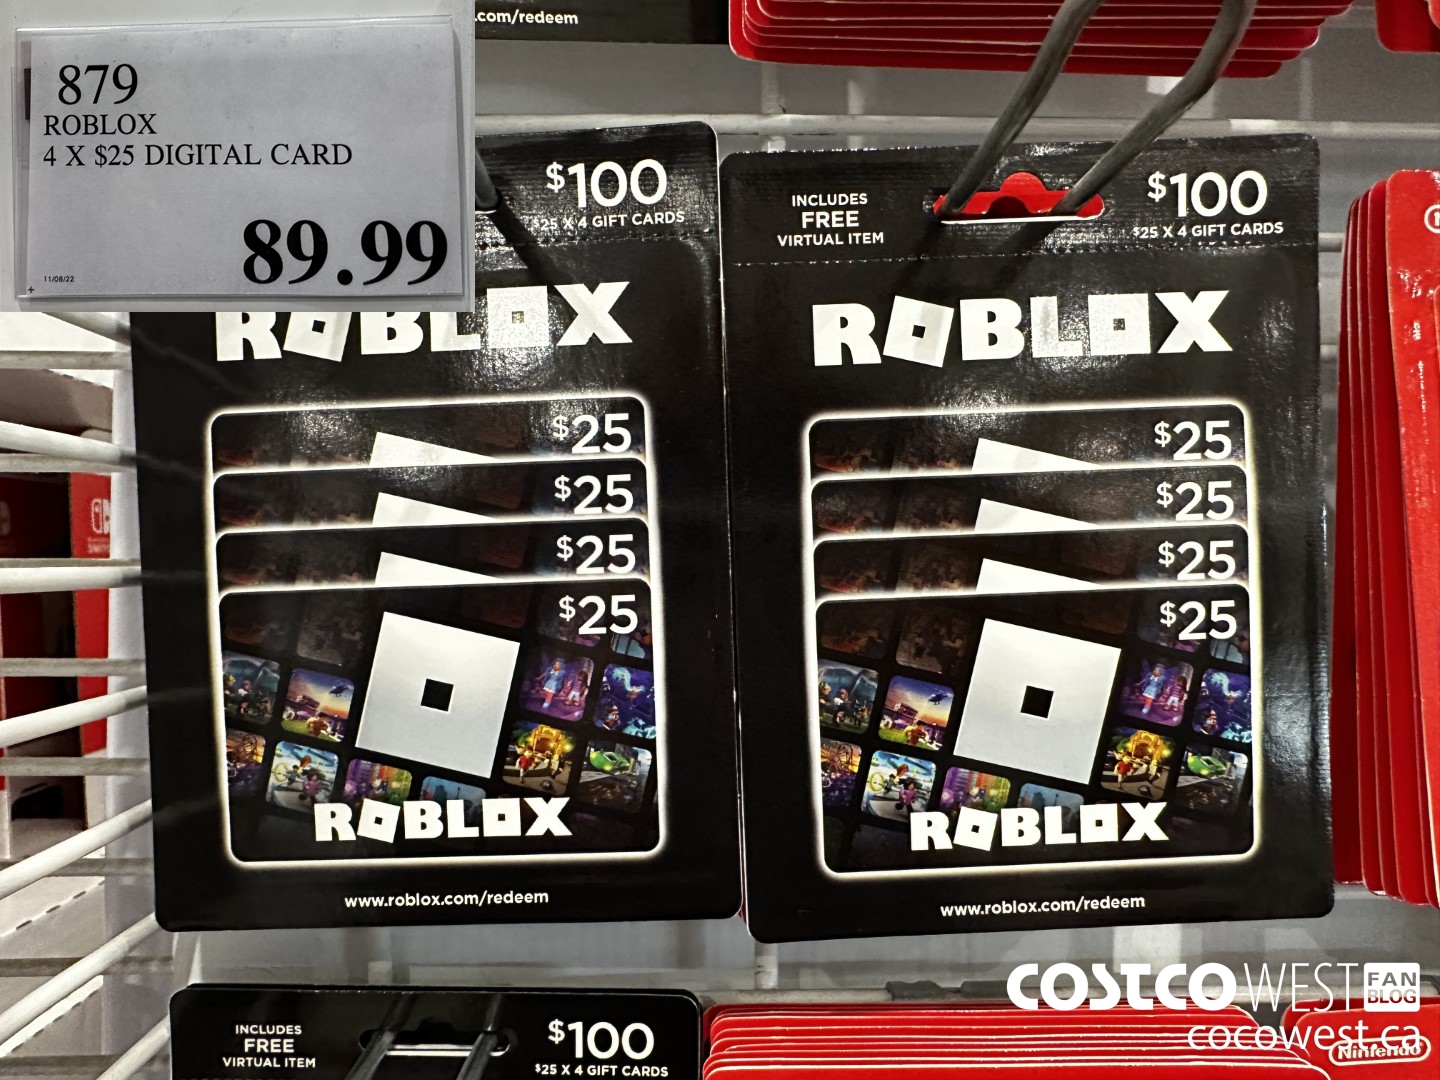 879
ROBLOX
4 X $25 DIGITAL CARD
89.99
11/08/22
.com/redeem
$100
$25 X 4 GIFT CARDS
ROBLOX
$25
$25
$25
$25
ROBLOX
www.roblox.com/redeem
INCLUDES
FREE
VIRTUAL ITEM
$100
$25 X 4 GIFT CARDS
ROBLOX
$25
$25
$25
$25
ROBLOX
www.roblox.com/redeem
INCLUDES
FREE
VIRTUAL ITEM
$100
$25 X 4 GIFT CARDS
COSTCO WEST FAN BLOG
cocowest.ca
Nintendo